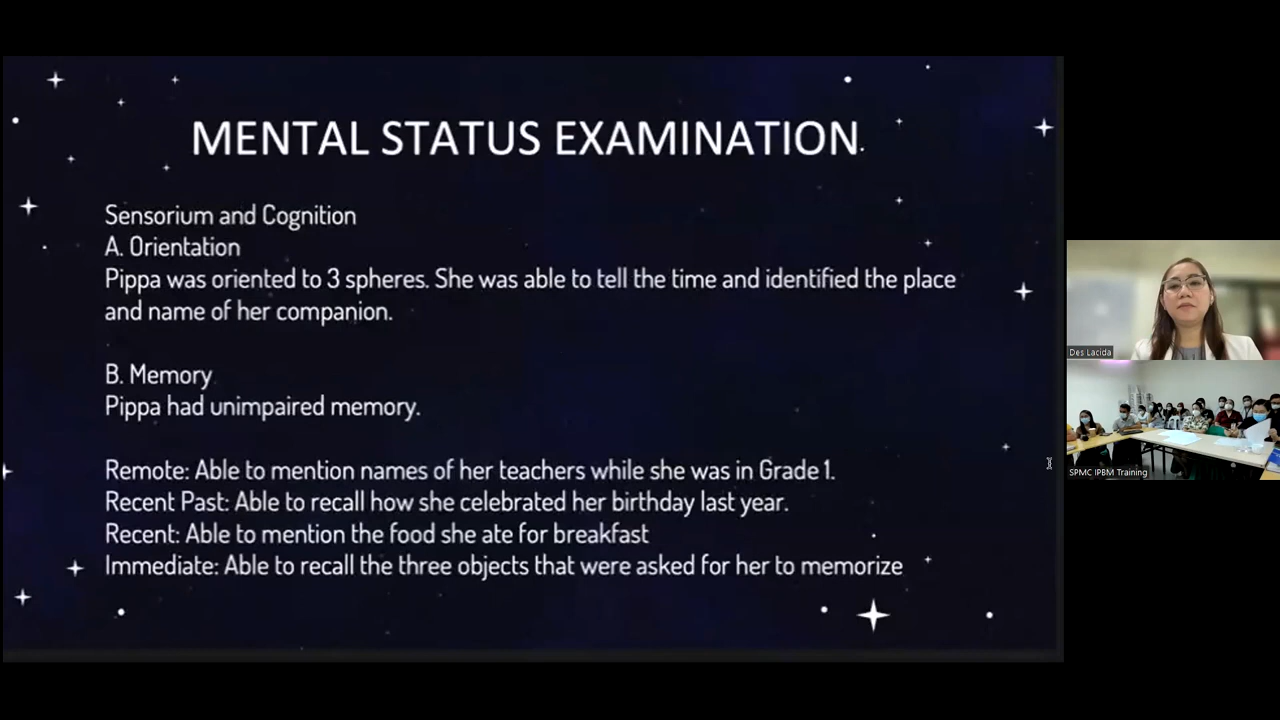 MENTAL STATUS EXAMINATION.
Sensorium and Cognition
A. Orientation
Pippa was oriented to 3 spheres. She was able to tell the time and identified the place
and name of her companion.
B. Memory
Pippa had unimpaired memory.
Remote: Able to mention names of her teachers while she was in Grade 1.
Recent Past: Able to recall how she celebrated her birthday last year.
Recent: Able to mention the food she ate for breakfast
Immediate: Able to recall the three objects that were asked for her to memorize
Des Lacida
SPMC IPBM Training